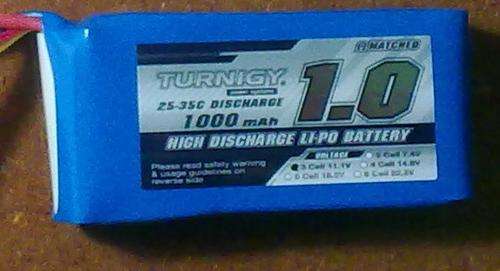 MATCHED
TURNIGY
power systems
1.0
25-35C DISCHARGE
1000 mAh
HIGH DISCHARGE LI-PO BATTERY
Please read safety warning
& usage guidelines on
reverse side
VOLTAGE
2 Cell 7.4V
3 Cell 11.1V 4 Cell 14.8V
5 Cell 18.5V 6 Cell 22.2V